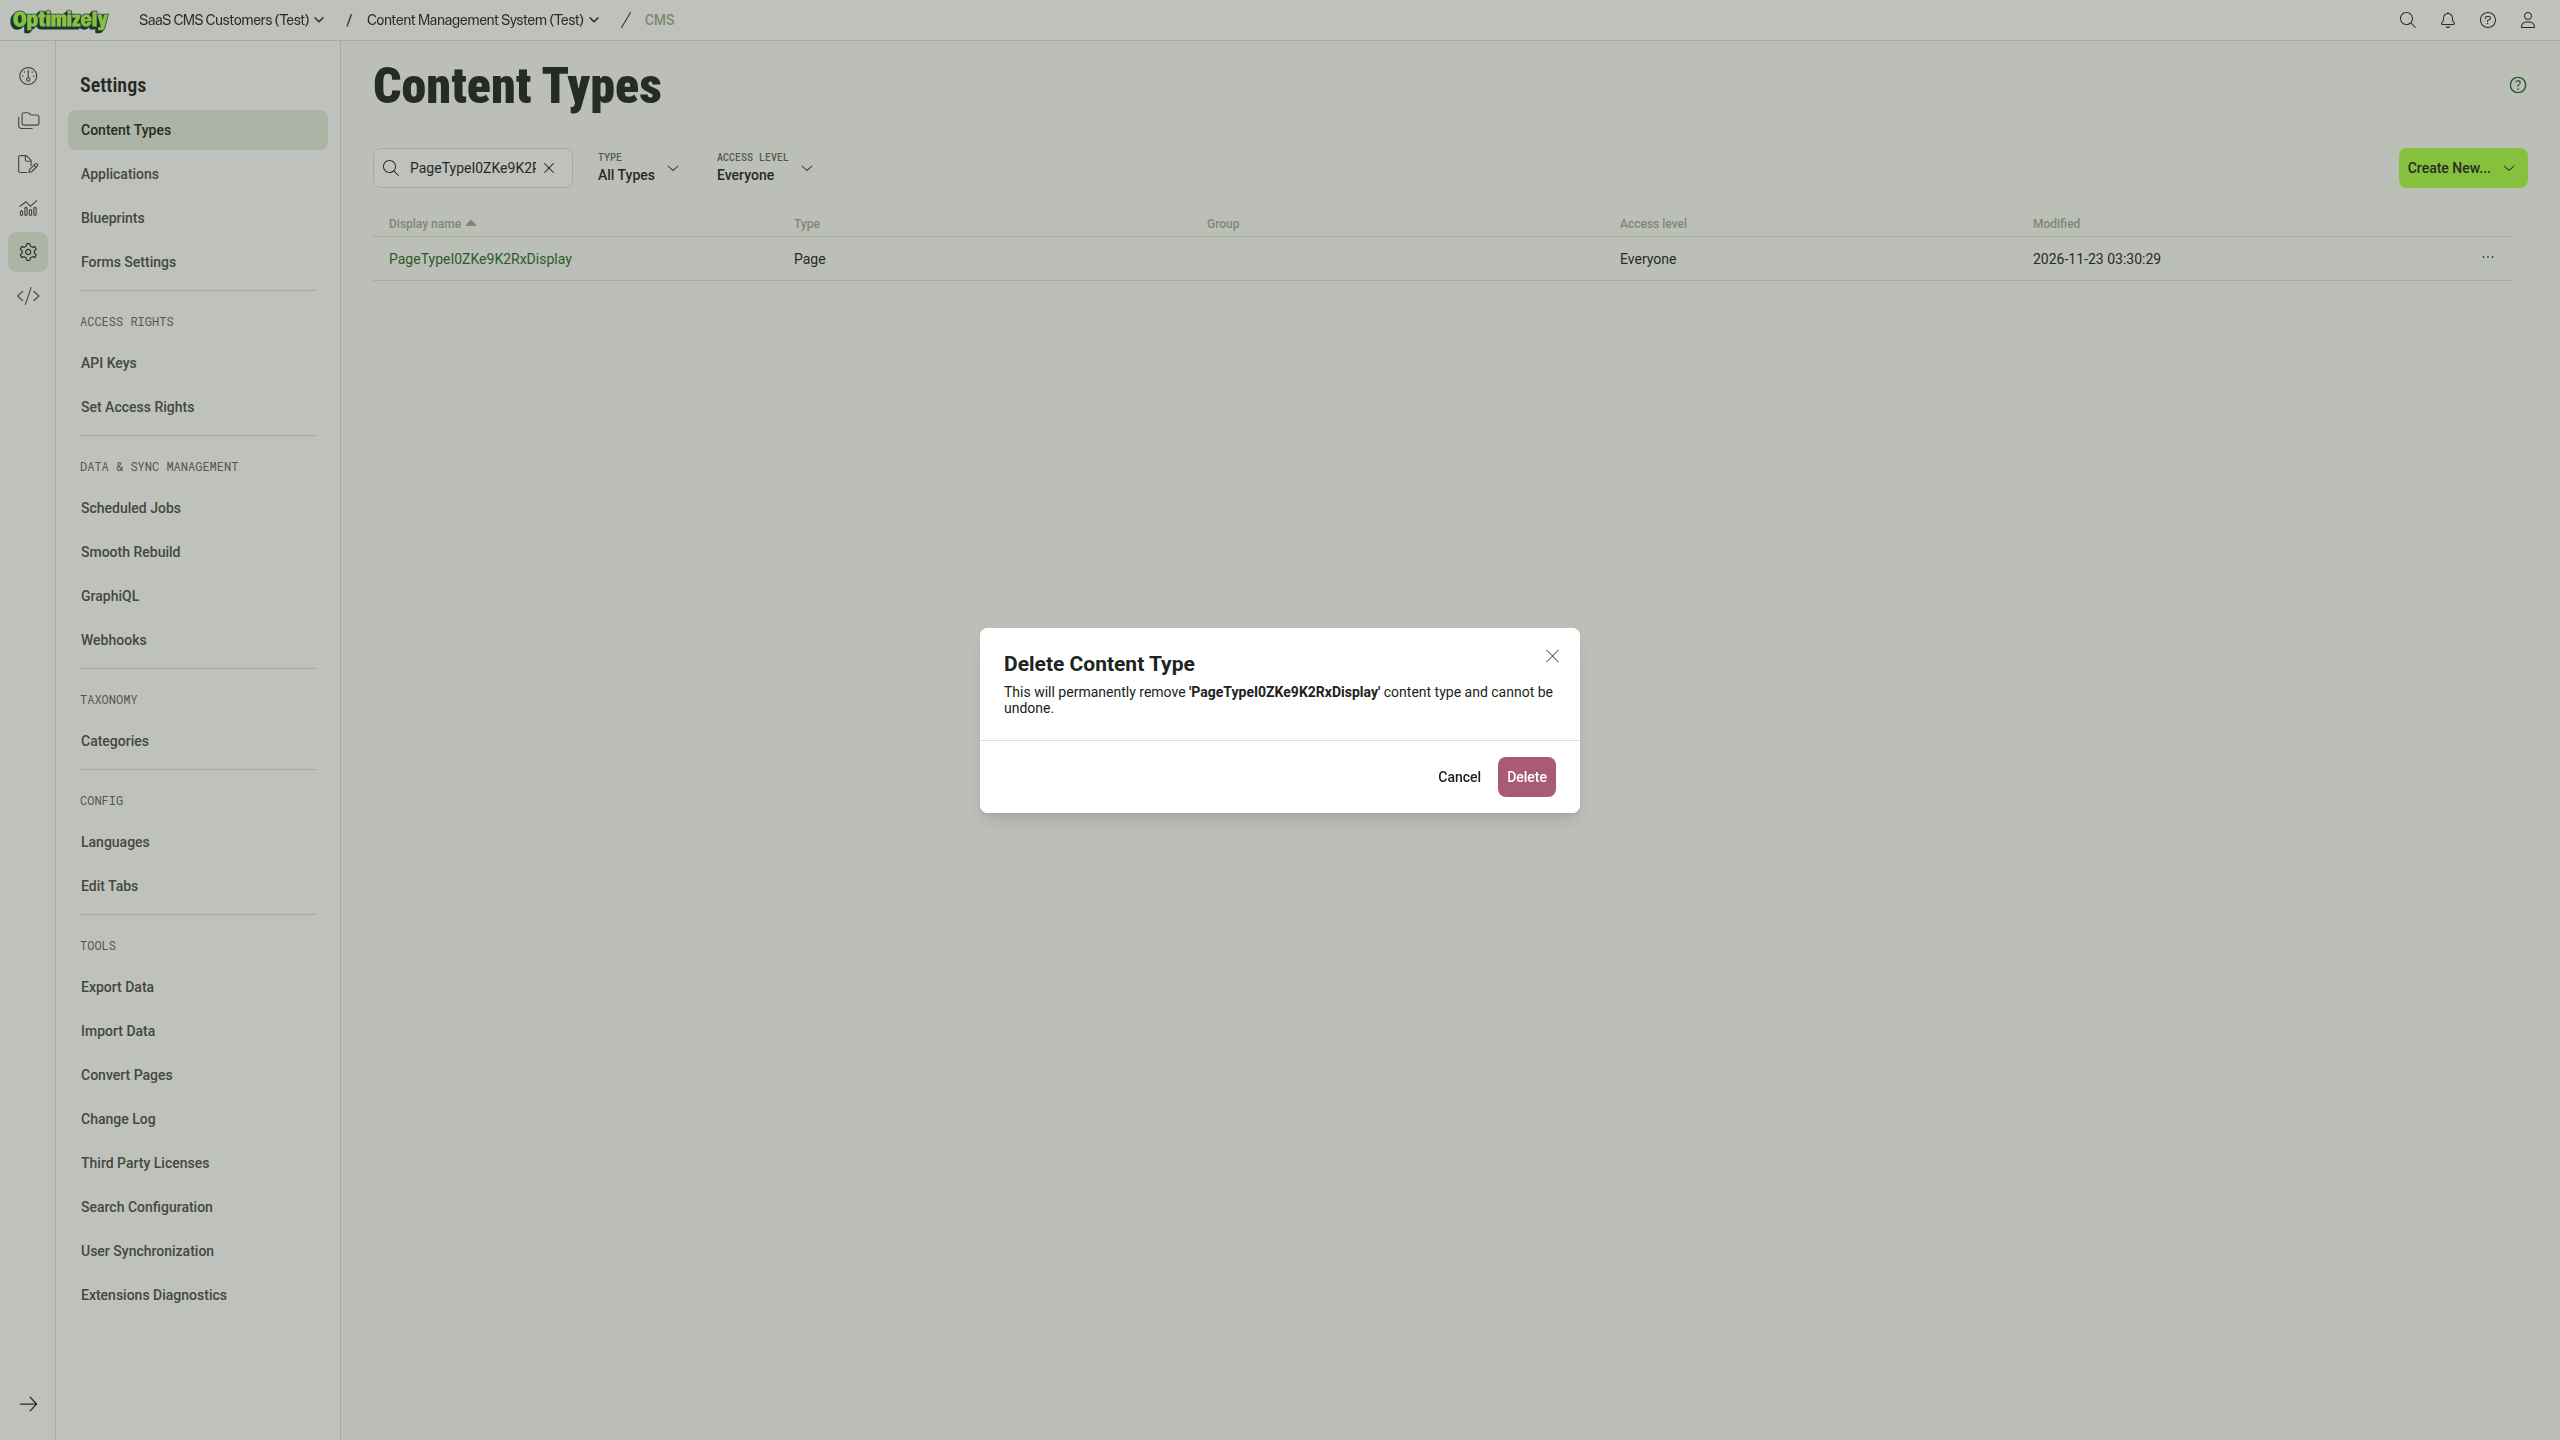 Optimizely
SaaS CMS Customers (Test) / Content Management System (Test) / CMS
Settings
Content Types
Applications
Blueprints
Forms Settings
ACCESS RIGHTS
API Keys
Set Access Rights
DATA & SYNC MANAGEMENT
Scheduled Jobs
Smooth Rebuild
GraphiQL
Webhooks
TAXONOMY
Categories
CONFIG
Languages
Edit Tabs
TOOLS
Export Data
Import Data
Convert Pages
Change Log
Third Party Licenses
Search Configuration
User Synchronization
Extensions Diagnostics
Content Types
TYPE
All Types
ACCESS LEVEL
Everyone
Create New...
Display name Type Group Access level Modified
PageTypeI0ZKe9K2RxDisplay Page Everyone 2026-11-23 03:30:29
Delete Content Type
This will permanently remove 'PageTypeI0ZKe9K2RxDisplay' content type and cannot be
undone.
Cancel Delete